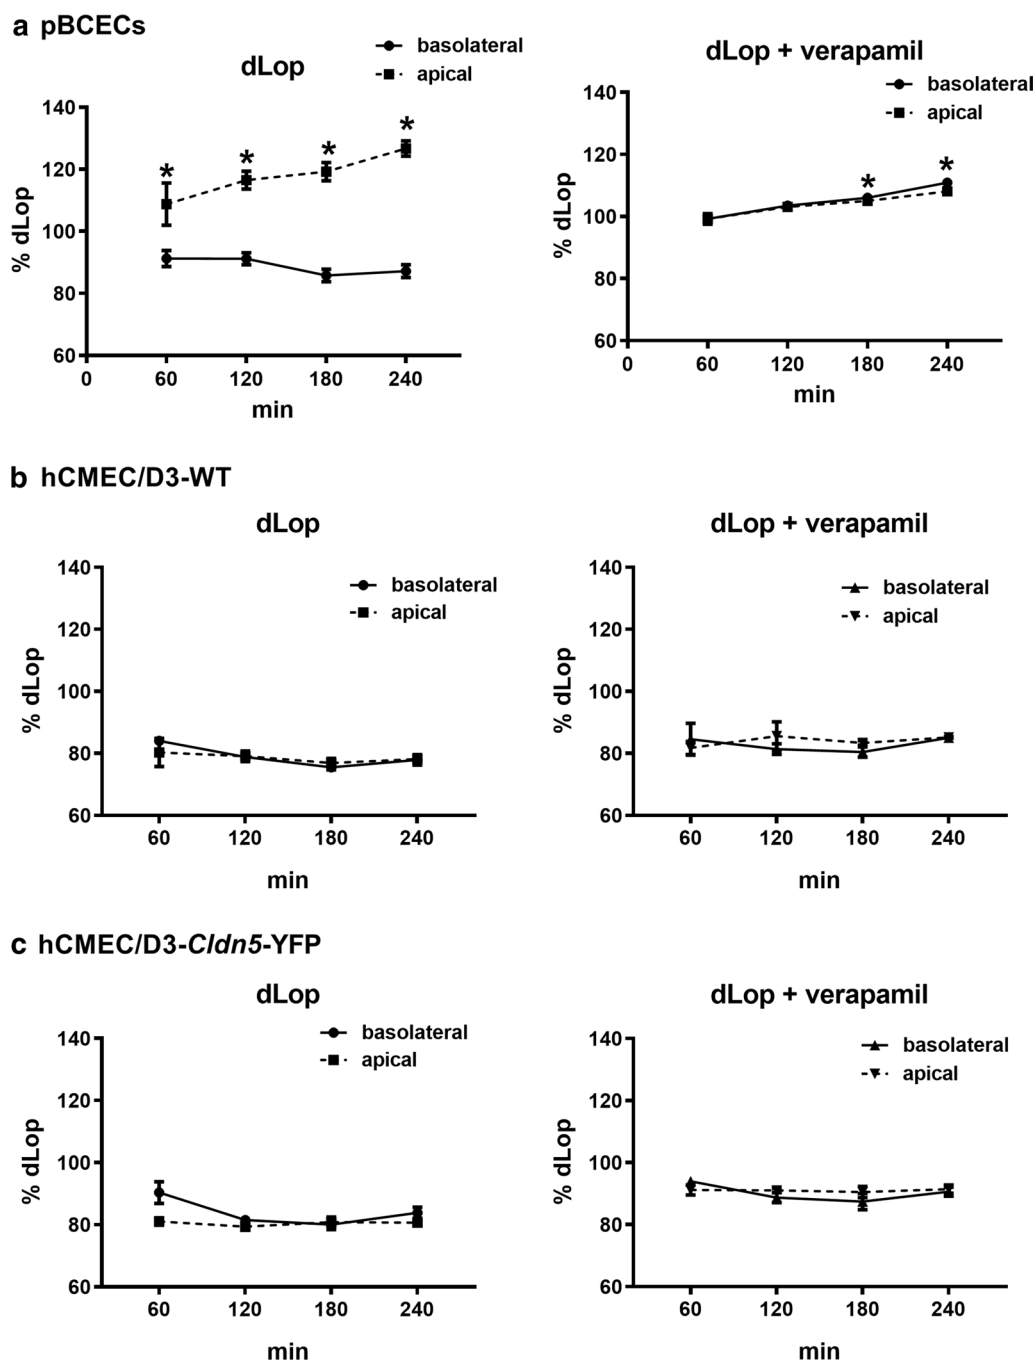 a pBCECs
dLop
basolateral
apical
% dLop
140
120
100
80
60
* * * *
0 60 120 180 240
min
dLop + verapamil
basolateral
apical
% dLop
140
120
100
80
60
* *
0 60 120 180 240
min
b hCMEC/D3-WT
dLop
basolateral
apical
% dLop
140
120
100
80
60
60 120 180 240
min
dLop + verapamil
basolateral
apical
% dLop
140
120
100
80
60
60 120 180 240
min
c hCMEC/D3-Cldn5-YFP
dLop
basolateral
apical
% dLop
140
120
100
80
60
60 120 180 240
min
dLop + verapamil
basolateral
apical
% dLop
140
120
100
80
60
60 120 180 240
min